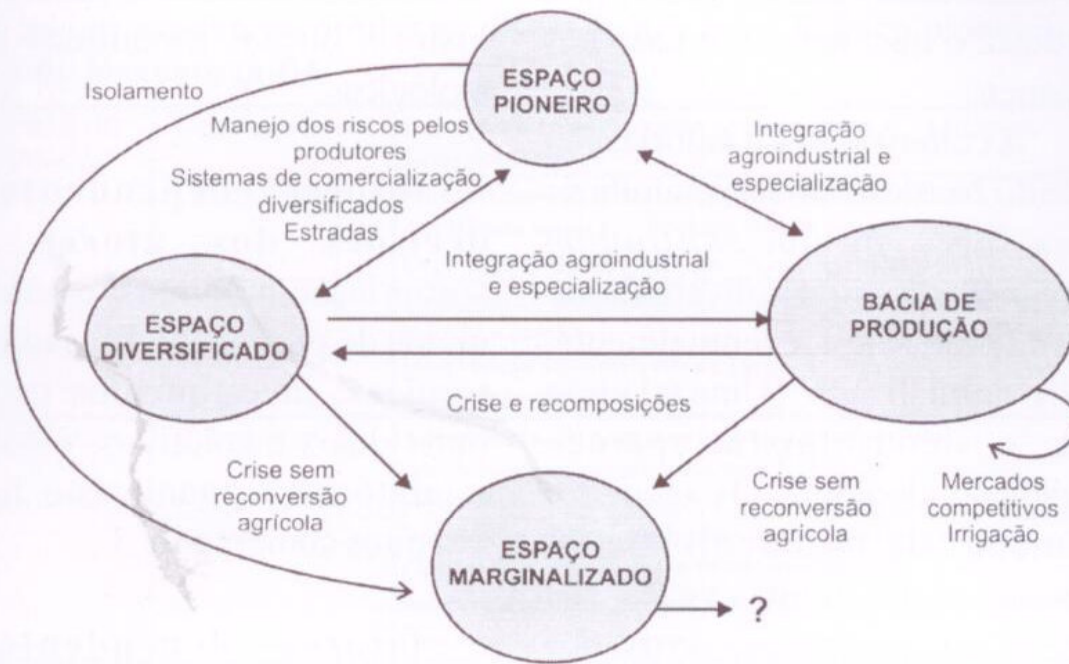 ESPAÇO
PIONEIRO
Isolamento
Manejo dos riscos pelos
produtores
Sistemas de comercialização
diversificados
Estradas
Integração
agroindustrial e
especialização
Integração agroindustrial
e especialização
ESPAÇO
DIVERSIFICADO
BACIA DE
PRODUÇÃO
Crise e recomposições
Crise sem
reconversão
agrícola
Crise sem
reconversão
agrícola
Mercados
competitivos
Irrigação
ESPAÇO
MARGINALIZADO
?